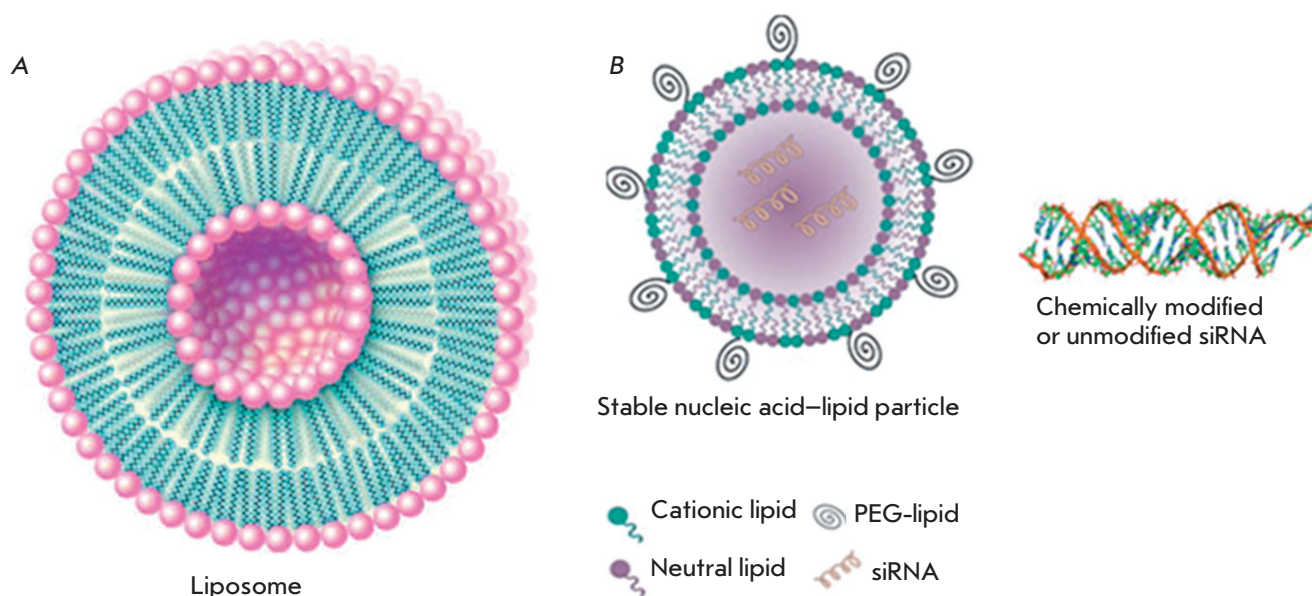 A
Liposome
B
Stable nucleic acid–lipid particle
Chemically modified
or unmodified siRNA
Cationic lipid
PEG-lipid
Neutral lipid
siRNA